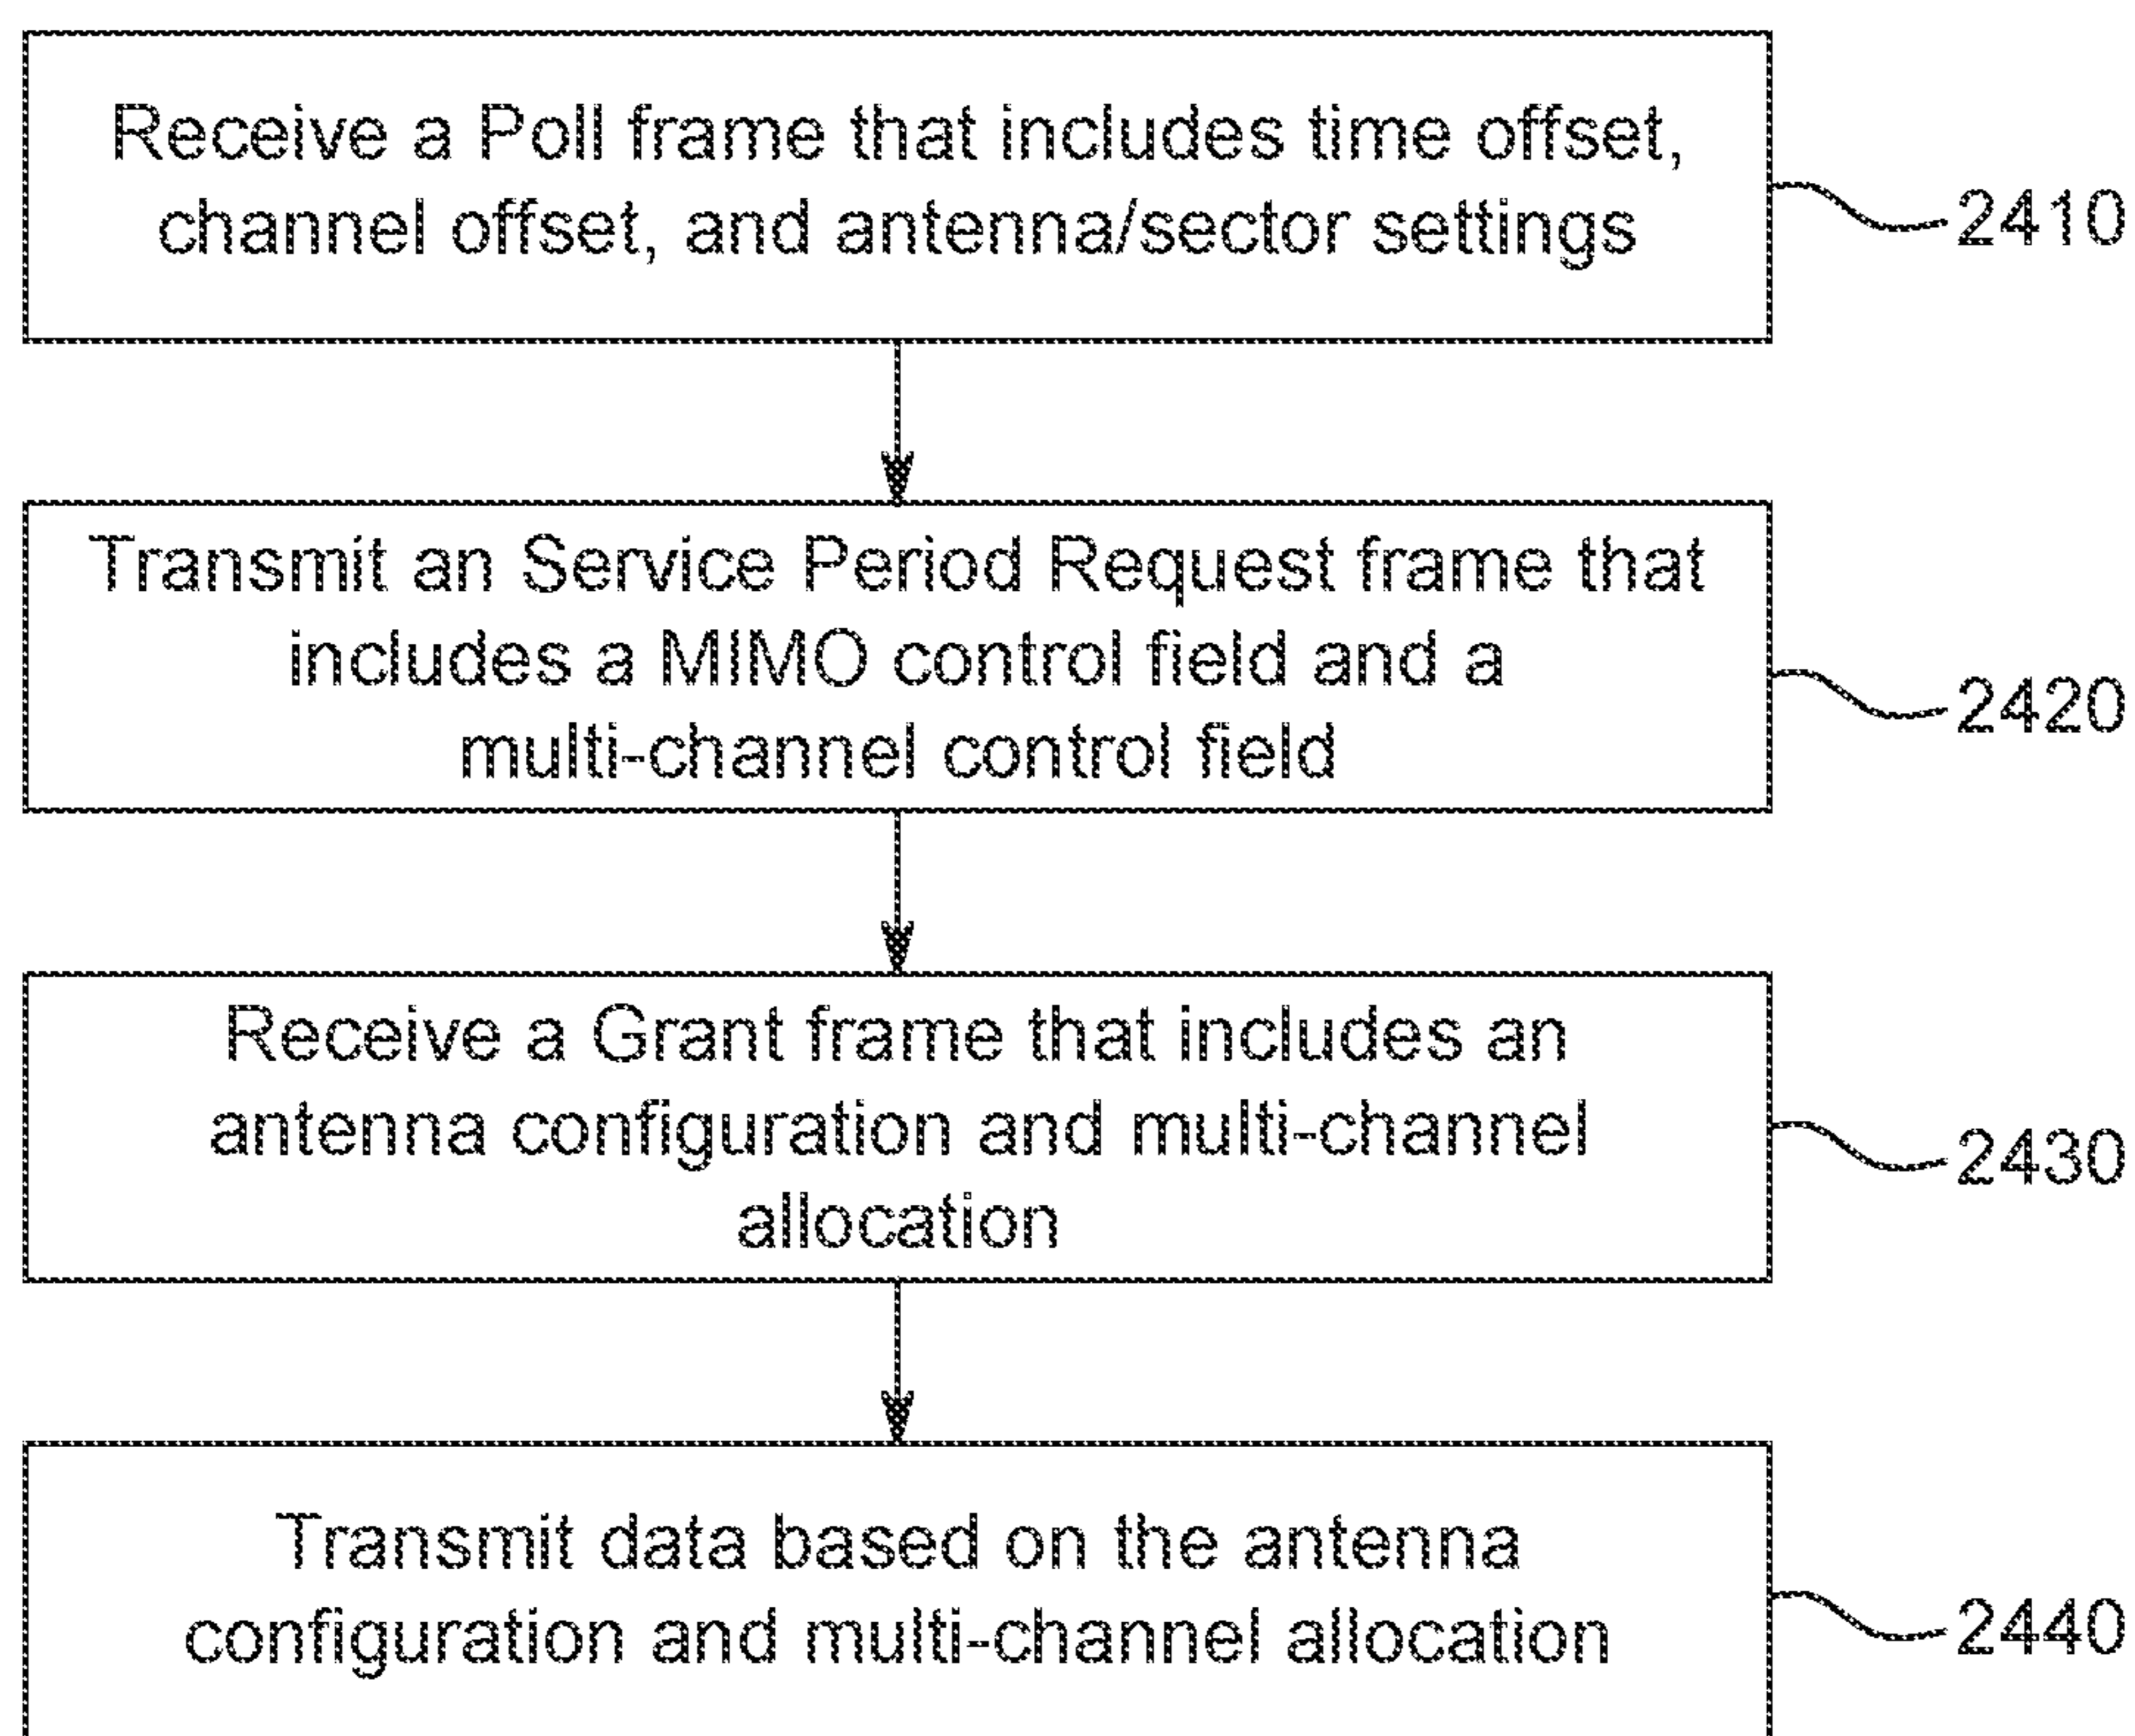 Receive a Poll frame that includes time offset,
channel offset, and antenna/sector settings
2410
Transmit an Service Period Request frame that
includes a MIMO control field and a
multi-channel control field
2420
Receive a Grant frame that includes an
antenna configuration and multi-channel
allocation
2430
Transmit data based on the antenna
configuration and multi-channel allocation
2440